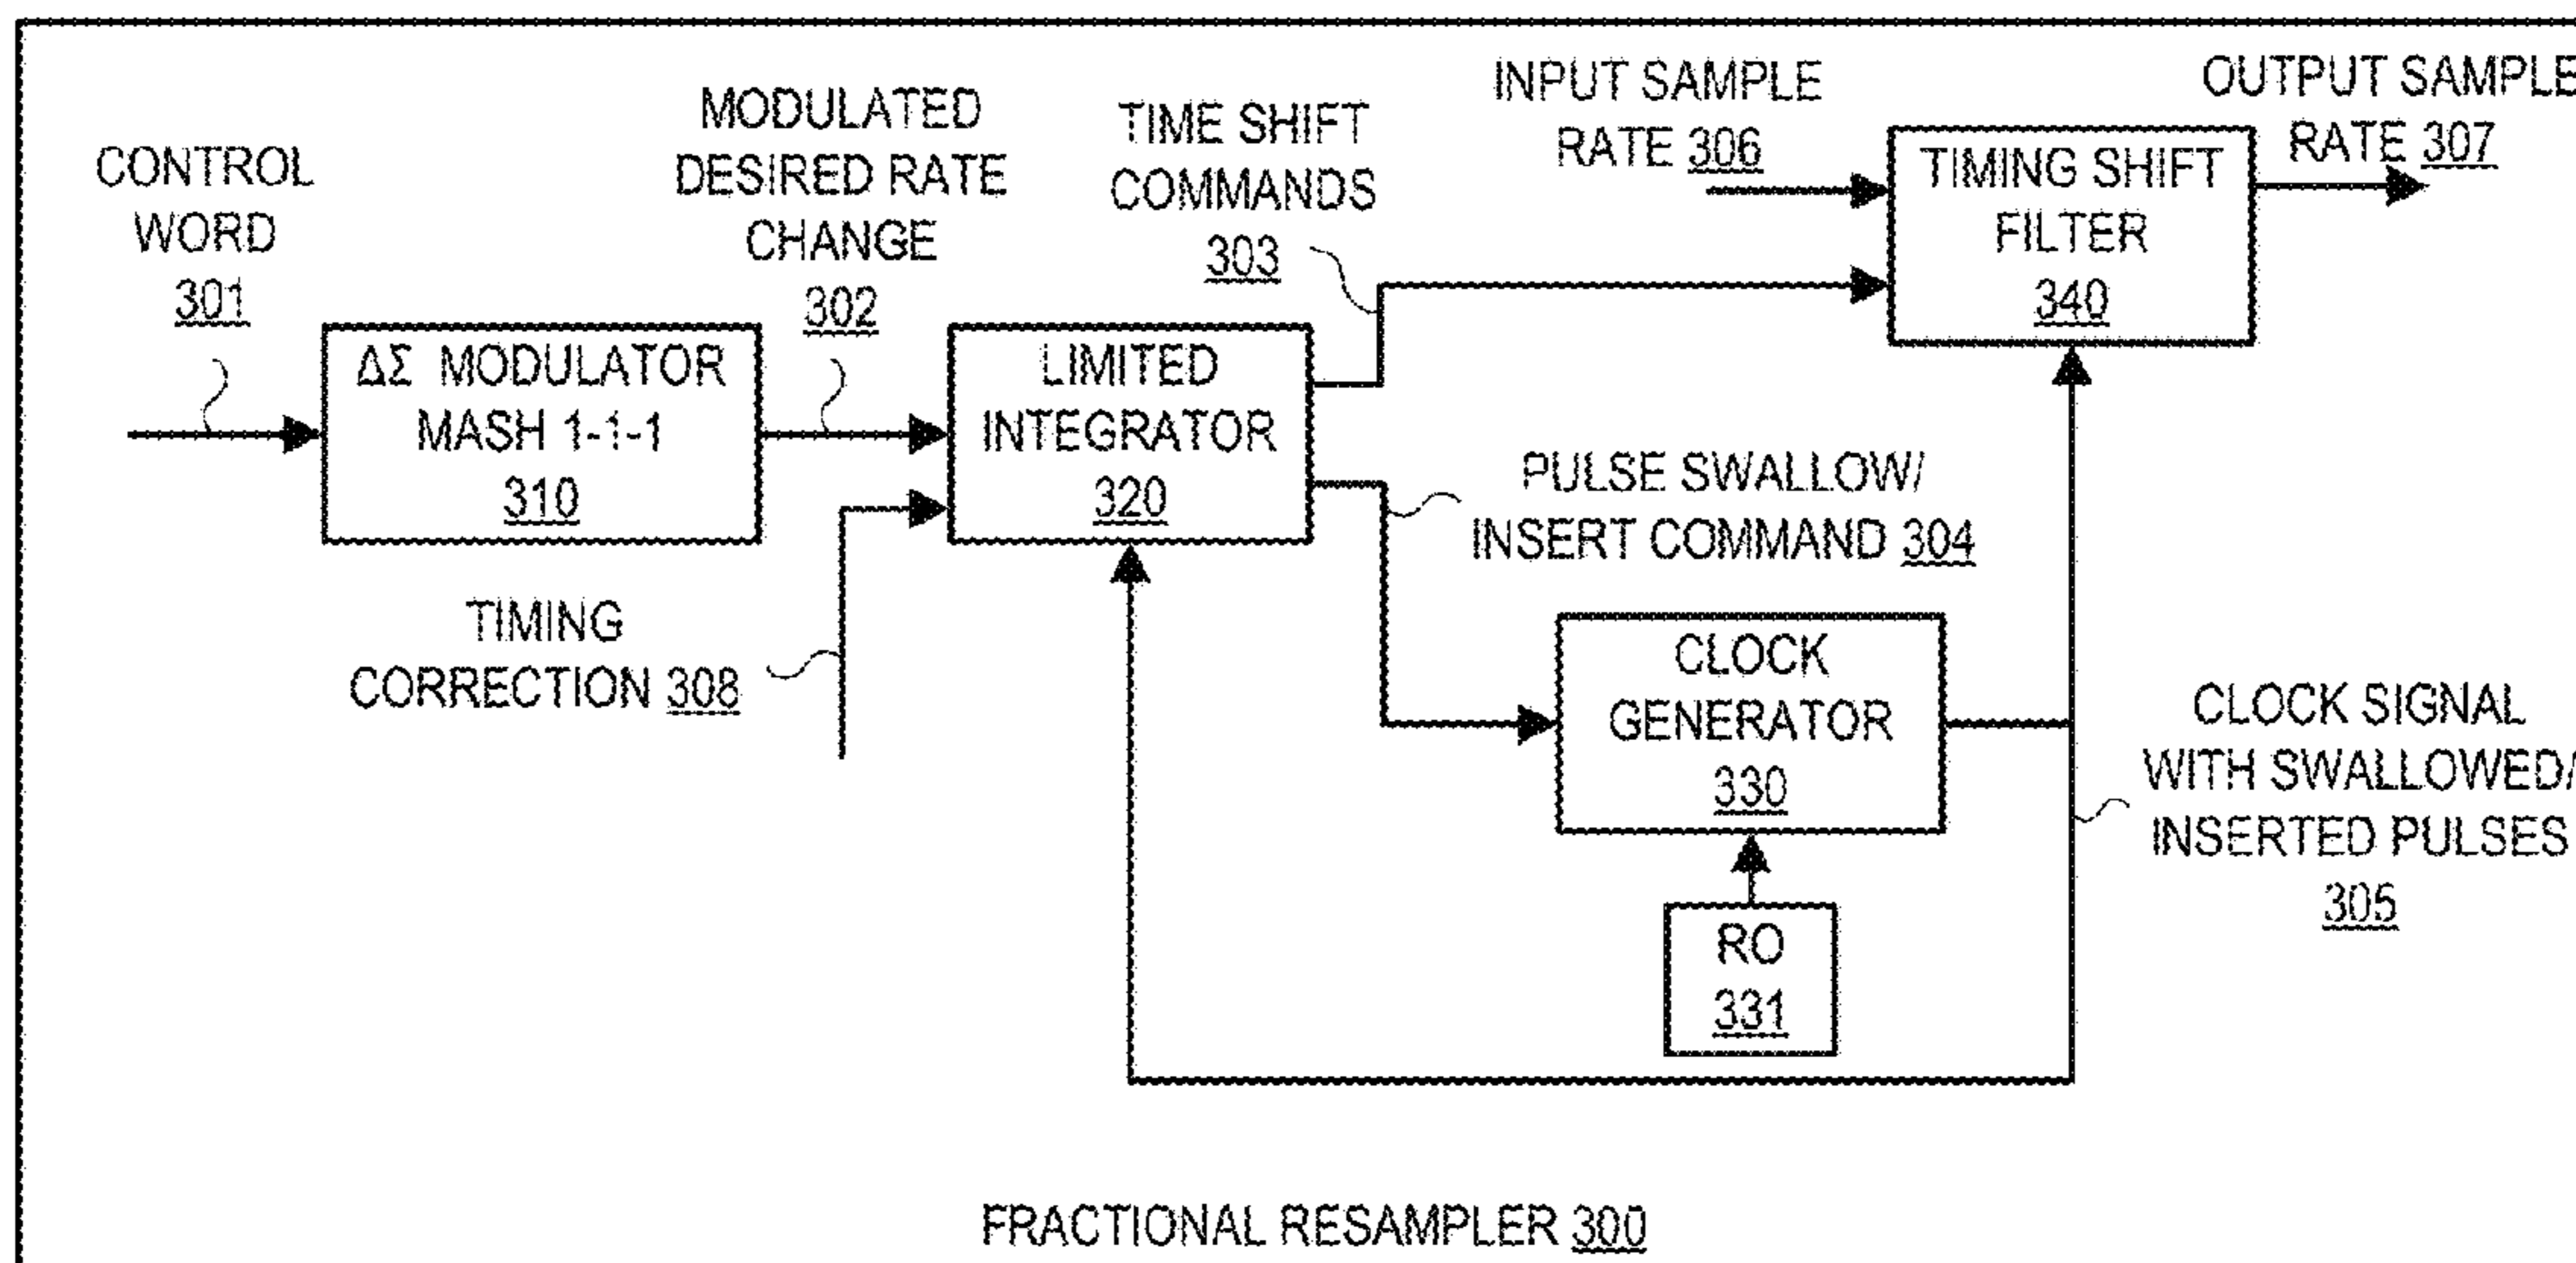 CONTROL
WORD
301
MODULATED
DESIRED RATE
CHANGE
302
TIME SHIFT
COMMANDS
303
INPUT SAMPLE
RATE 306
OUTPUT SAMPLE
RATE 307
ΔΣ MODULATOR
MASH 1-1-1
310
LIMITED
INTEGRATOR
320
TIMING SHIFT
FILTER
340
PULSE SWALLOW/
INSERT COMMAND 304
TIMING
CORRECTION 308
CLOCK
GENERATOR
330
RO
331
CLOCK SIGNAL
WITH SWALLOWED/
INSERTED PULSES
305
FRACTIONAL RESAMPLER 300